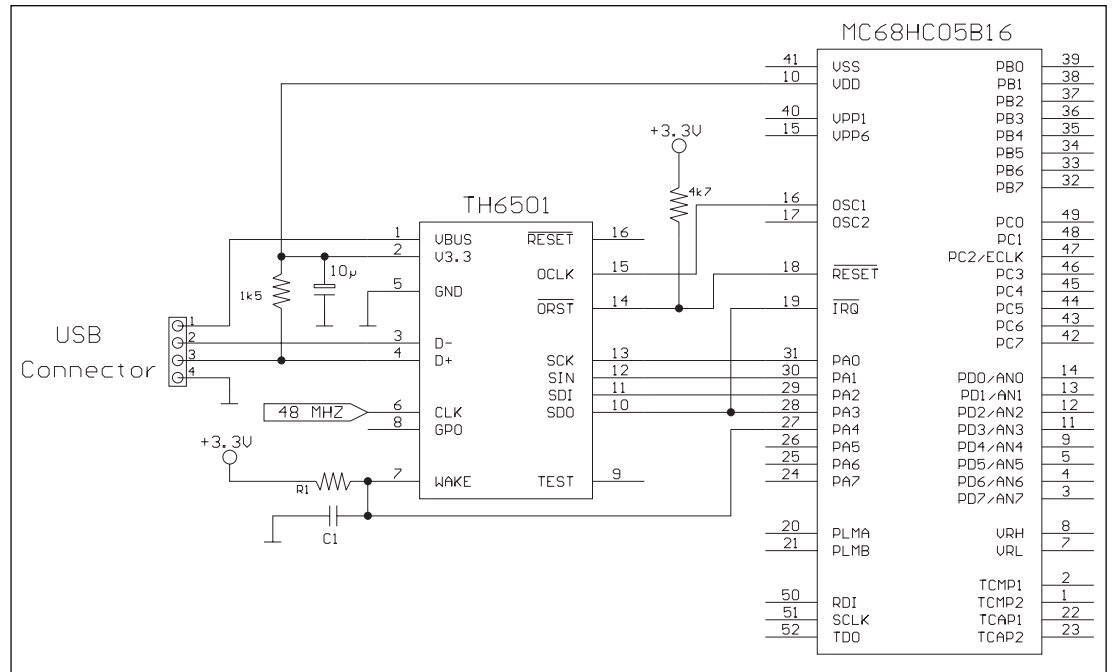 MC68HC05B16
41 VSS PB0 39
10 VDD PB1 38
PB2 37
40 VPP1 PB3 36
15 VPP6 PB4 35
PB5 34
PB6 33
PB7 32
16 OSC1
17 OSC2 PC0 49
PC1 48
PC2/ECLK 47
18 RESET PC3 46
PC4 45
19 IRQ PC5 44
PC6 43
PC7 42
31 PA0
30 PA1 PD0/AN0 14
29 PA2 PD1/AN1 13
28 PA3 PD2/AN2 12
27 PA4 PD3/AN3 11
26 PA5 PD4/AN4 9
25 PA6 PD5/AN5 5
24 PA7 PD6/AN6 4
PD7/AN7 3
20 PLMA VRH 8
21 PLMB VRL 7
TCMP1 2
50 RDI TCMP2 1
51 SCLK TCAP1 22
52 TDO TCAP2 23
+3.3V
4k7
TH6501
1 VBUS RESET 16
2 V3.3
OCLK 15
5 GND
ORST 14
3 D-
4 D+ SCK 13
SIN 12
SDI 11
6 CLK SDO 10
8 GPO
7 WAKE TEST 9
10µ
1k5
USB
Connector
1
2
3
4
48 MHZ
+3.3V
R1
C1